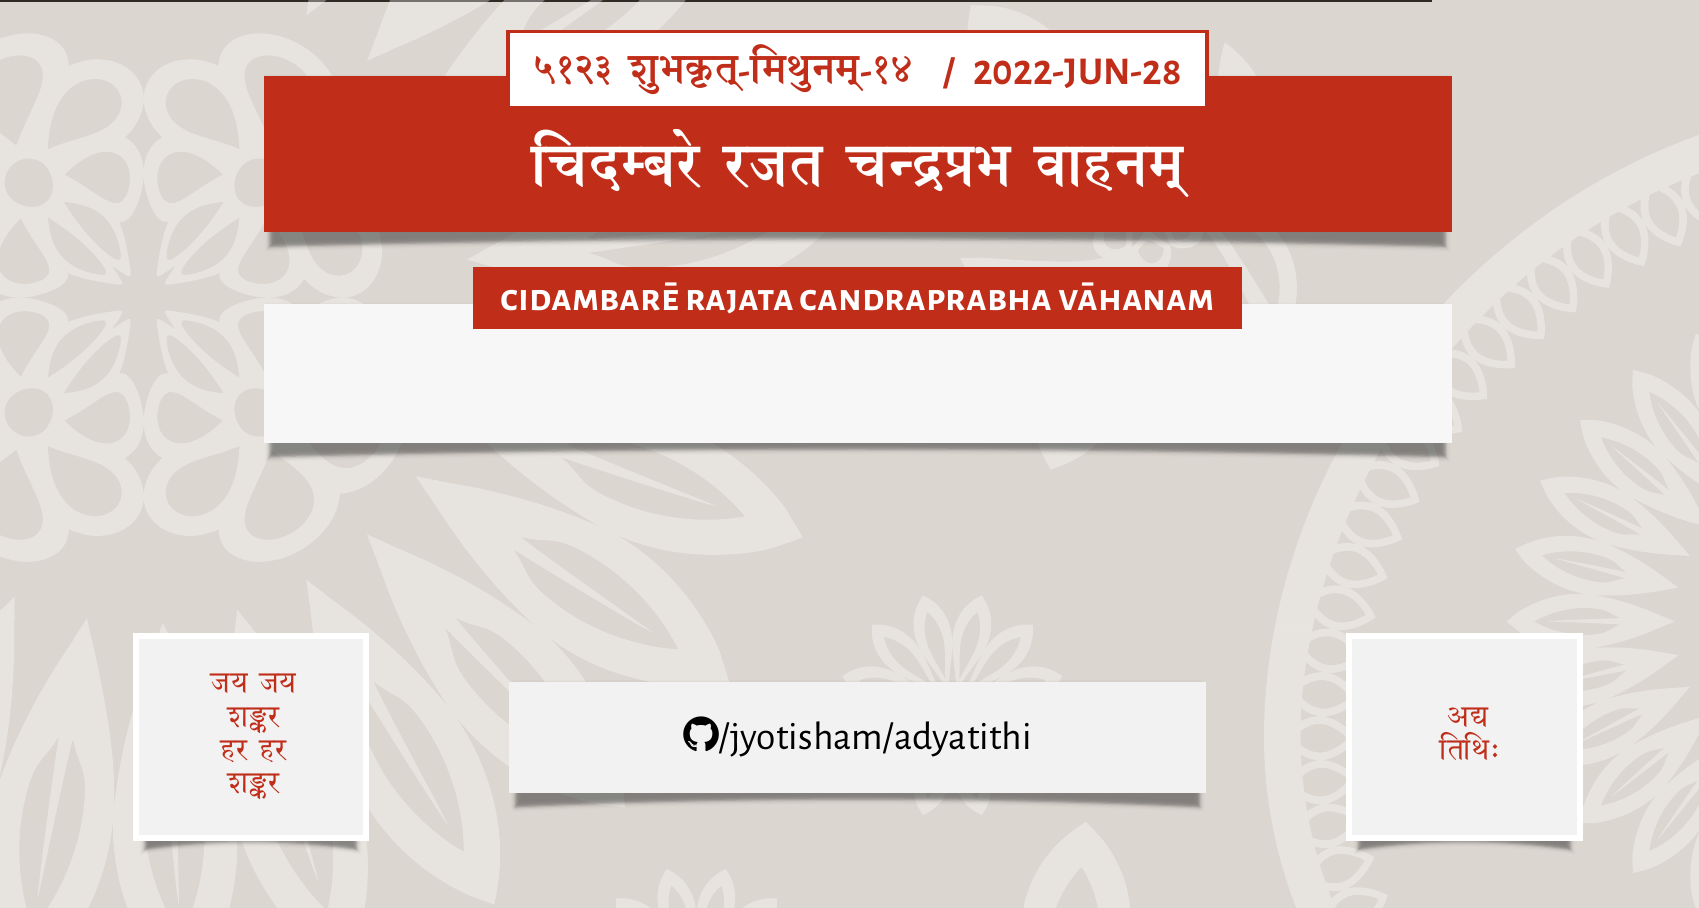 ५१२३ शुभकृत्-मिथुनम्-१४ / 2022-JUN-28
चिदम्बरे रजत चन्द्रप्रभ वाहनम्
CIDAMBARĒ RAJATA CANDRAPRABHA VĀHANAM
जय जय
शङ्कर
हर हर
शङ्कर
/jyotisham/adyatithi
अद्य
तिथिः